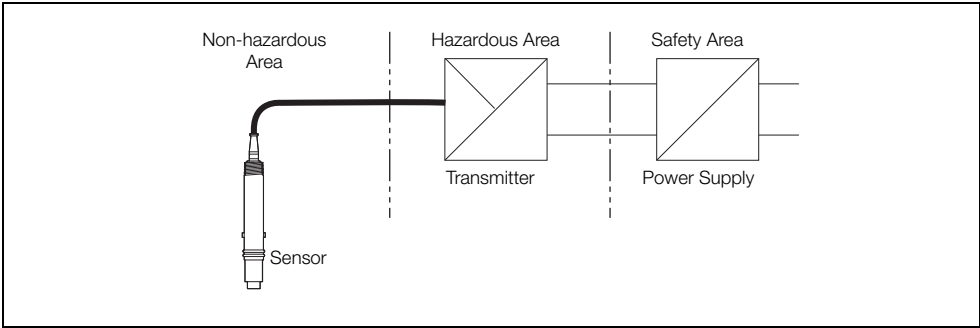 Non-hazardous
Area
Hazardous Area
Safety Area
Transmitter
Power Supply
Sensor